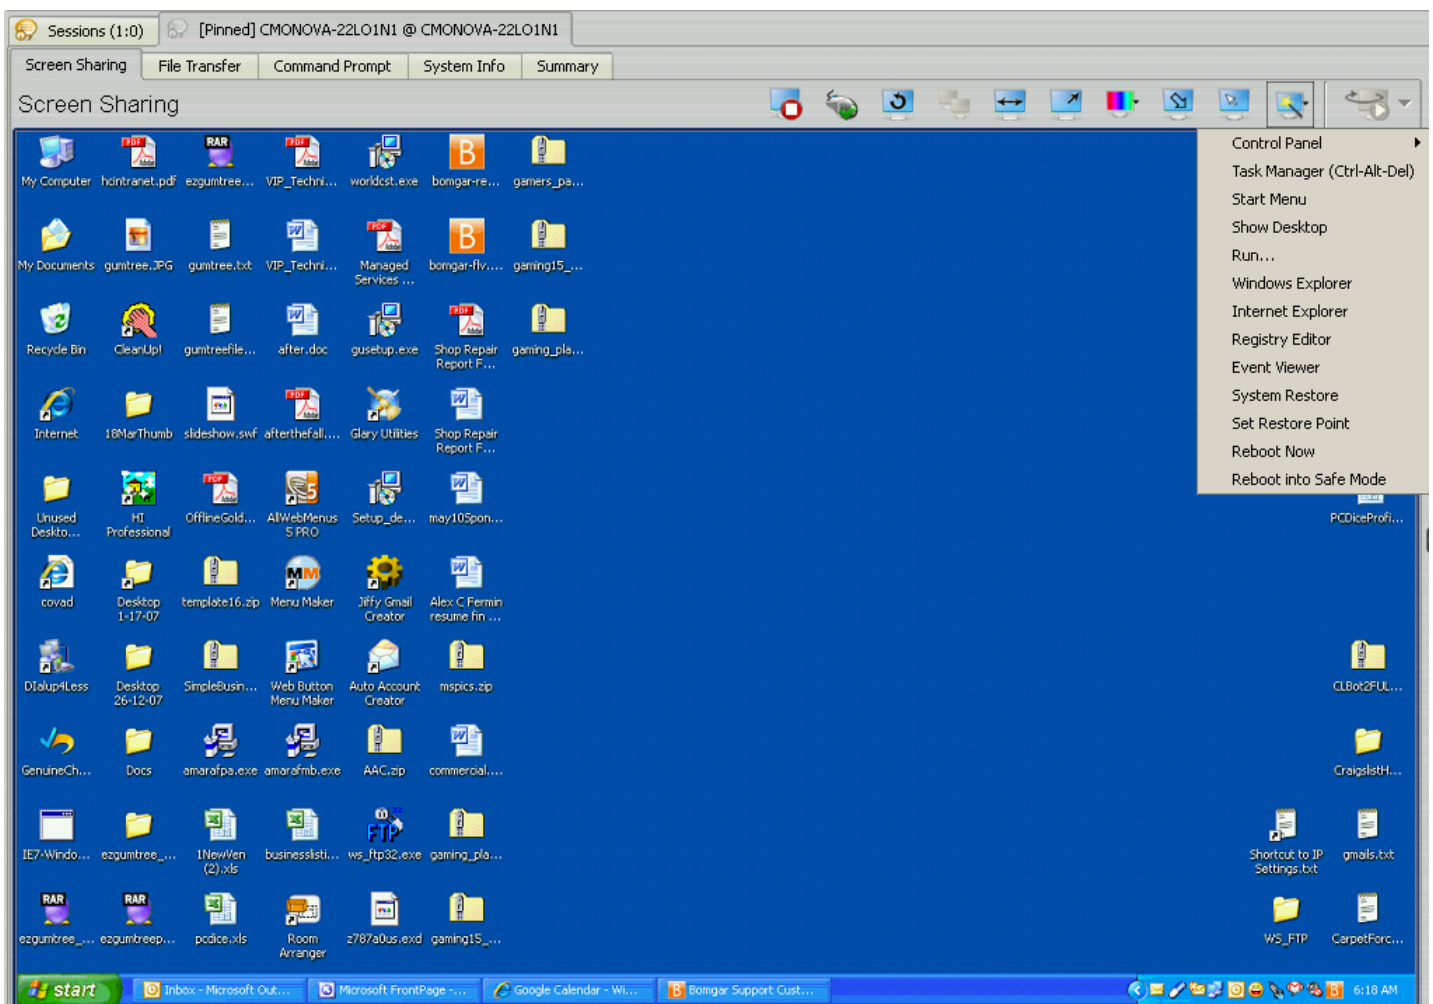 Sessions (1:0)
[Pinned] CMONOVA-22LO1N1 @ CMONOVA-22LO1N1
Screen Sharing File Transfer Command Prompt System Info Summary
Screen Sharing
Control Panel
Task Manager (Ctrl-Alt-Del)
Start Menu
Show Desktop
Run...
Windows Explorer
Internet Explorer
Registry Editor
Event Viewer
System Restore
Set Restore Point
Reboot Now
Reboot into Safe Mode
My Computer hcintranet.pdf ezgumtree... VIP_Techni... worldcst.exe bomgar-re... gamers_pa...
My Documents gumtree.JPG gumtree.txt VIP_Techni... Managed bomgar-flv.... gaming15_...
Services ...
Recycle Bin CleanUp! gumtreefile... after.doc gusetup.exe Shop Repair gaming_pla...
Report F...
Internet 18MarThumb slideshow.swf afterthefall.... Glary Utilities Shop Repair
Report F...
Unused HI OfflineGold... AllWebMenus Setup_de... may10Spon... PCDiceProfi...
Deskto... Professional 5 PRO
covad Desktop template16.zip Menu Maker Jiffy Gmail Alex C Fermin
1-17-07 Creator resume fin ...
DIalup4Less Desktop SimpleBusin... Web Button Auto Account mspics.zip CLBot2FUL...
26-12-07 Menu Maker Creator
GenuineCh... Docs amarafpa.exe amarafmb.exe AAC.zip commercial.... CraigslistH...
IE7-Windo... ezgumtree_... 1NewVen businesslisti... ws_ftp32.exe gaming_pla... Shortcut to IP gmails.txt
(2).xls Settings.txt
ezgumtree_... ezgumtreep... pcdice.xls Room z787a0us.exd gaming15_... WS_FTP CarpetForc...
Arranger
start Inbox - Microsoft Out... Microsoft FrontPage -... Google Calendar - Wi... Bomgar Support Cust... 6:18 AM